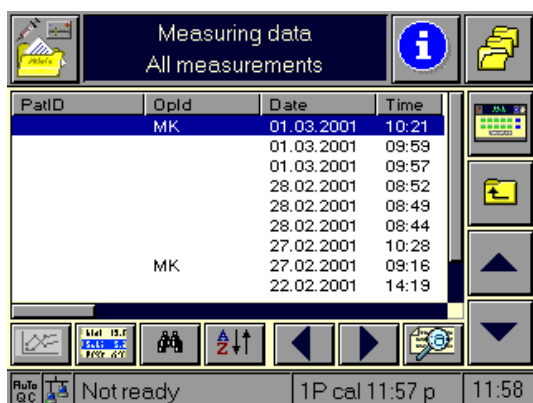 Measuring data
All measurements
PatID OpId Date Time
MK 01.03.2001 10:21
01.03.2001 09:59
01.03.2001 09:57
28.02.2001 08:52
28.02.2001 08:49
28.02.2001 08:44
27.02.2001 10:28
MK 27.02.2001 09:16
22.02.2001 14:19
A
Z
AuTo
QC
Not ready 1P cal 11:57 p 11:58